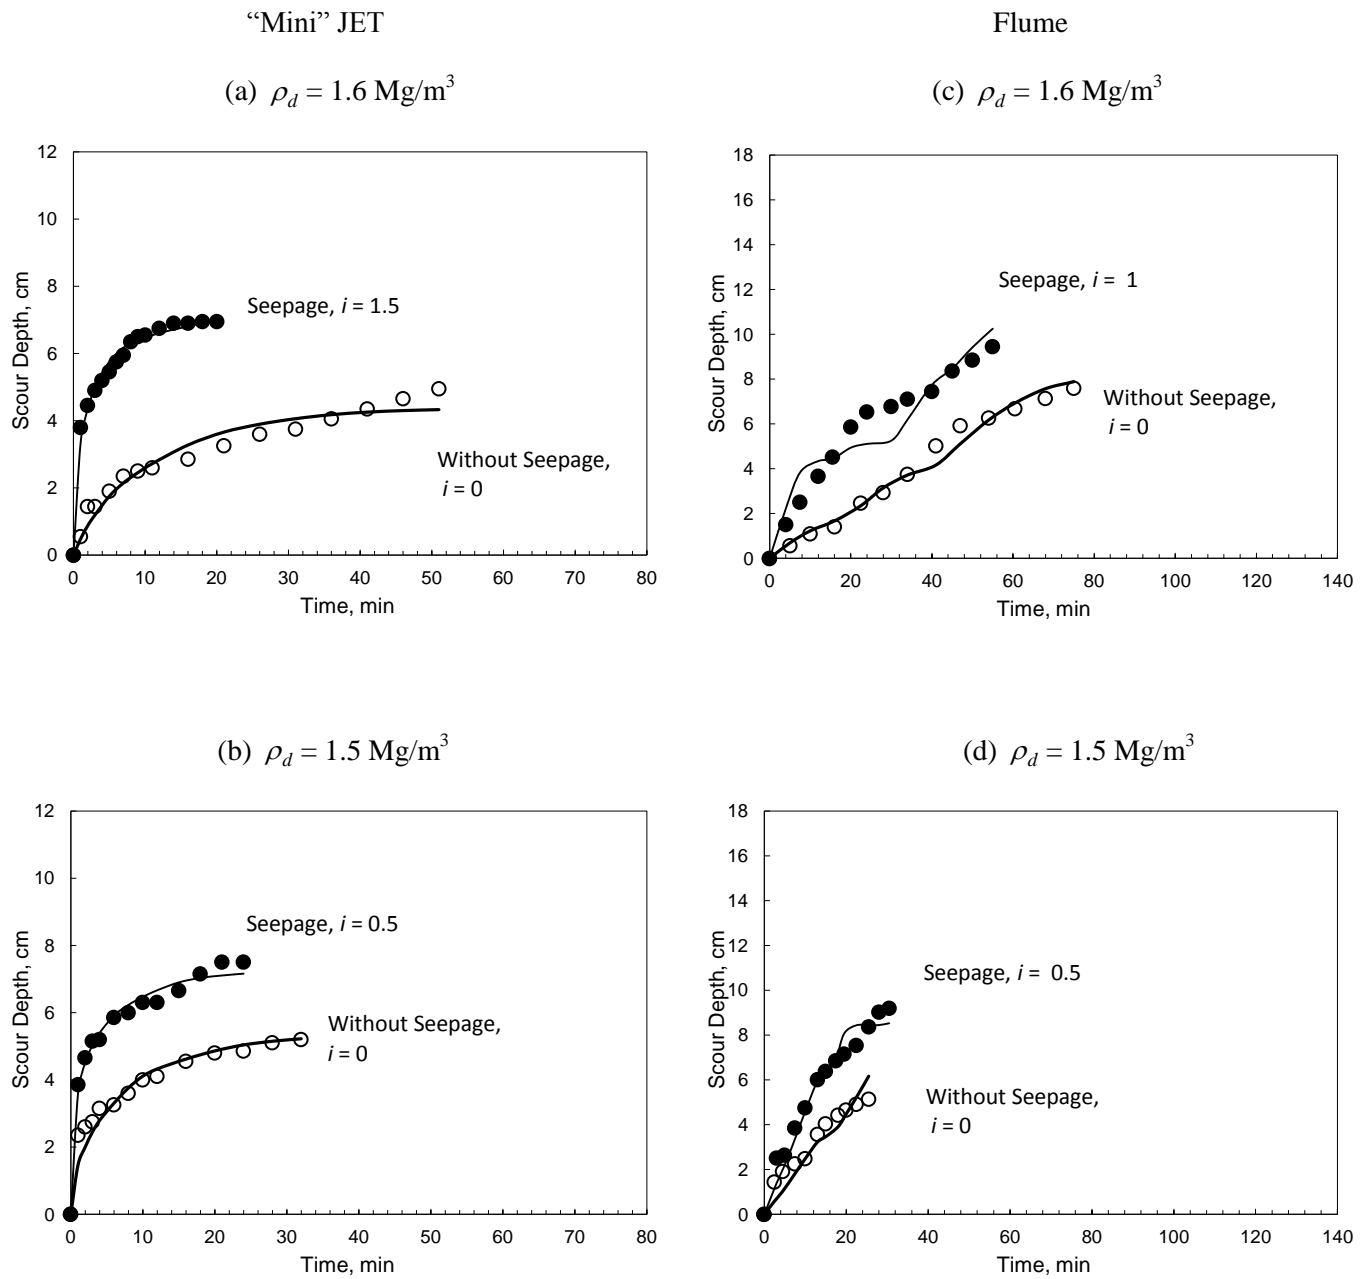 “Mini” JET
Flume
(a) ρd = 1.6 Mg/m³
(c) ρd = 1.6 Mg/m³
12
10
8
6
4
2
0
Scour Depth, cm
Seepage, i = 1.5
Without Seepage,
i = 0
0 10 20 30 40 50 60 70 80
Time, min
18
16
14
12
10
8
6
4
2
0
Scour Depth, cm
Seepage, i = 1
Without Seepage,
i = 0
0 20 40 60 80 100 120 140
Time, min
(b) ρd = 1.5 Mg/m³
(d) ρd = 1.5 Mg/m³
12
10
8
6
4
2
0
Scour Depth, cm
Seepage, i = 0.5
Without Seepage,
i = 0
0 10 20 30 40 50 60 70 80
Time, min
18
16
14
12
10
8
6
4
2
0
Scour Depth, cm
Seepage, i = 0.5
Without Seepage,
i = 0
0 20 40 60 80 100 120 140
Time, min